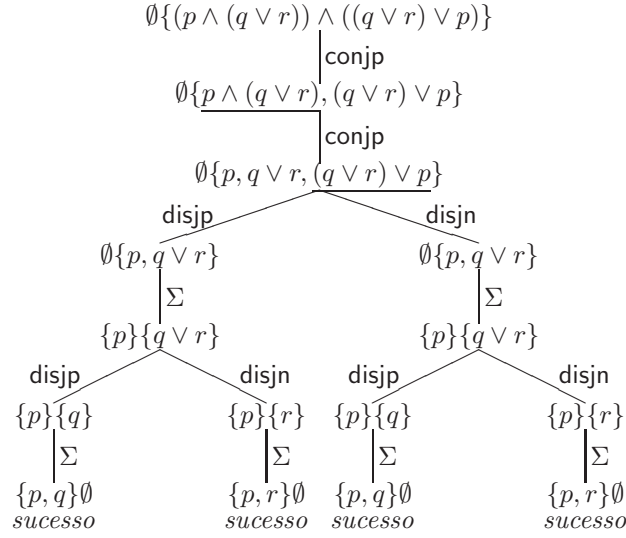 ∅{(p ∧ (q ∨ r)) ∧ ((q ∨ r) ∨ p)}
conjp
∅{p ∧ (q ∨ r), (q ∨ r) ∨ p}
conjp
∅{p, q ∨ r, (q ∨ r) ∨ p}
disjp disjn
∅{p, q ∨ r} ∅{p, q ∨ r}
Σ Σ
{p}{q ∨ r} {p}{q ∨ r}
disjp disjn disjp disjn
{p}{q} {p}{r} {p}{q} {p}{r}
Σ Σ Σ Σ
{p, q}∅ {p, r}∅ {p, q}∅ {p, r}∅
sucesso sucesso sucesso sucesso